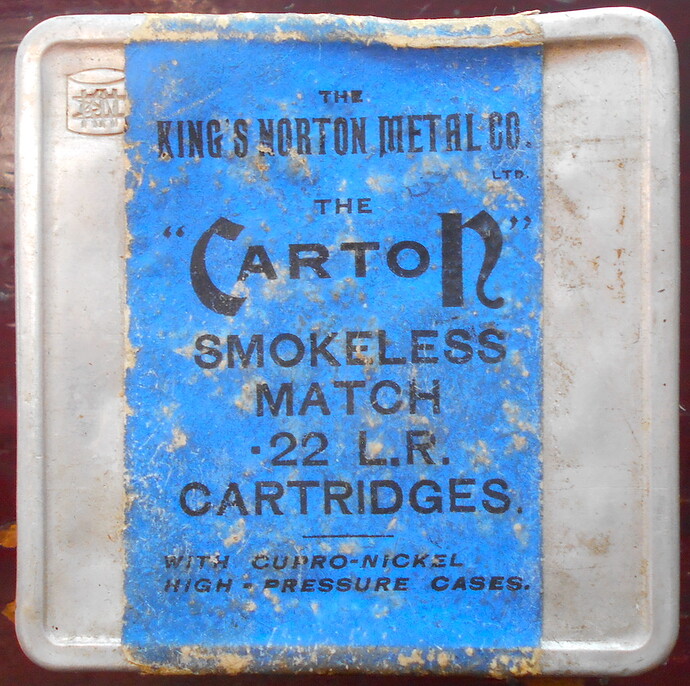 THE
KING'S NORTON METAL CO.
LTD.
THE
"CARTON"
SMOKELESS
MATCH
·22 L.R.
CARTRIDGES.
WITH CUPRO-NICKEL
HIGH-PRESSURE CASES.